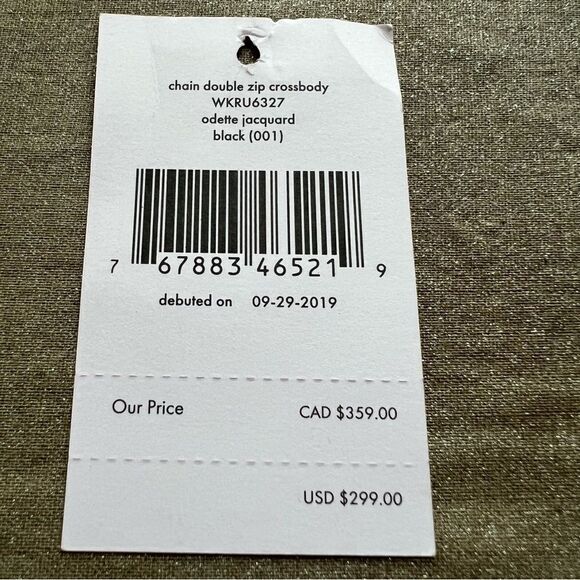 chain double zip crossbody
WKRU6327
odette jacquard
black (001)
7 67883 46521 9
debuted on 09-29-2019
Our Price CAD $359.00
USD $299.00